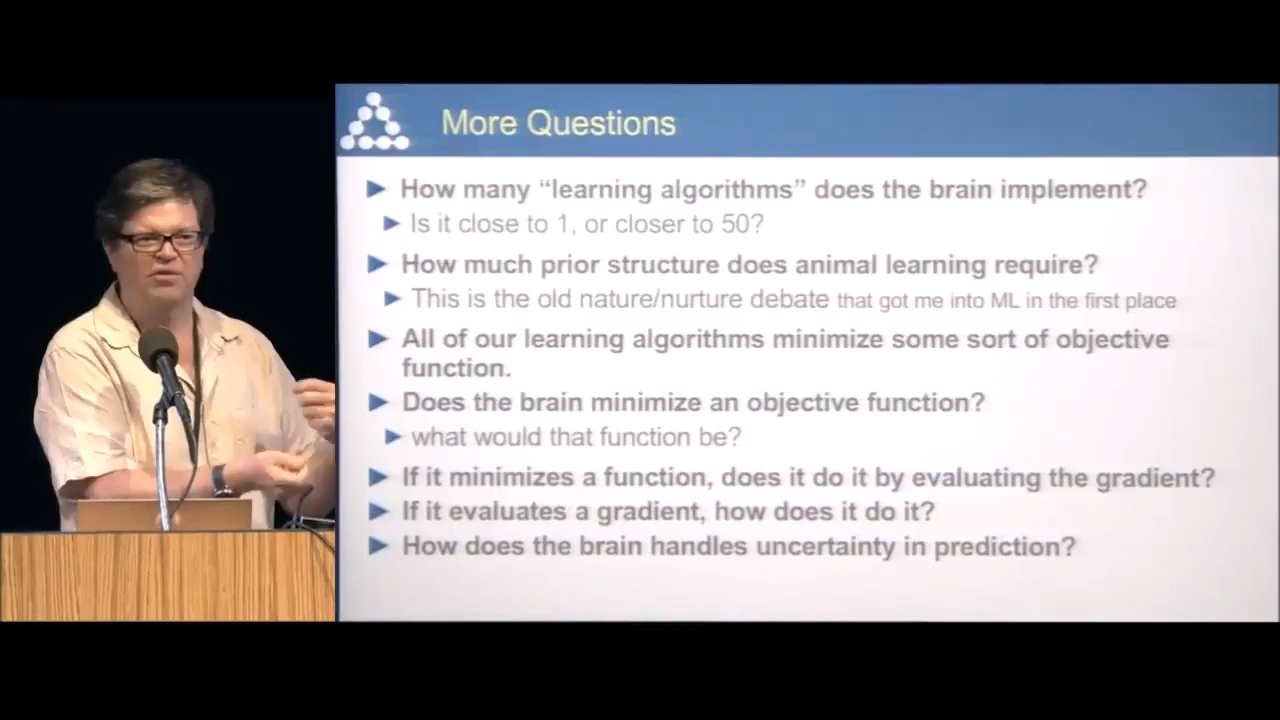 More Questions
How many “learning algorithms” does the brain implement?
Is it close to 1, or closer to 50?
How much prior structure does animal learning require?
This is the old nature/nurture debate that got me into ML in the first place
All of our learning algorithms minimize some sort of objective
function.
Does the brain minimize an objective function?
what would that function be?
If it minimizes a function, does it do it by evaluating the gradient?
If it evaluates a gradient, how does it do it?
How does the brain handles uncertainty in prediction?